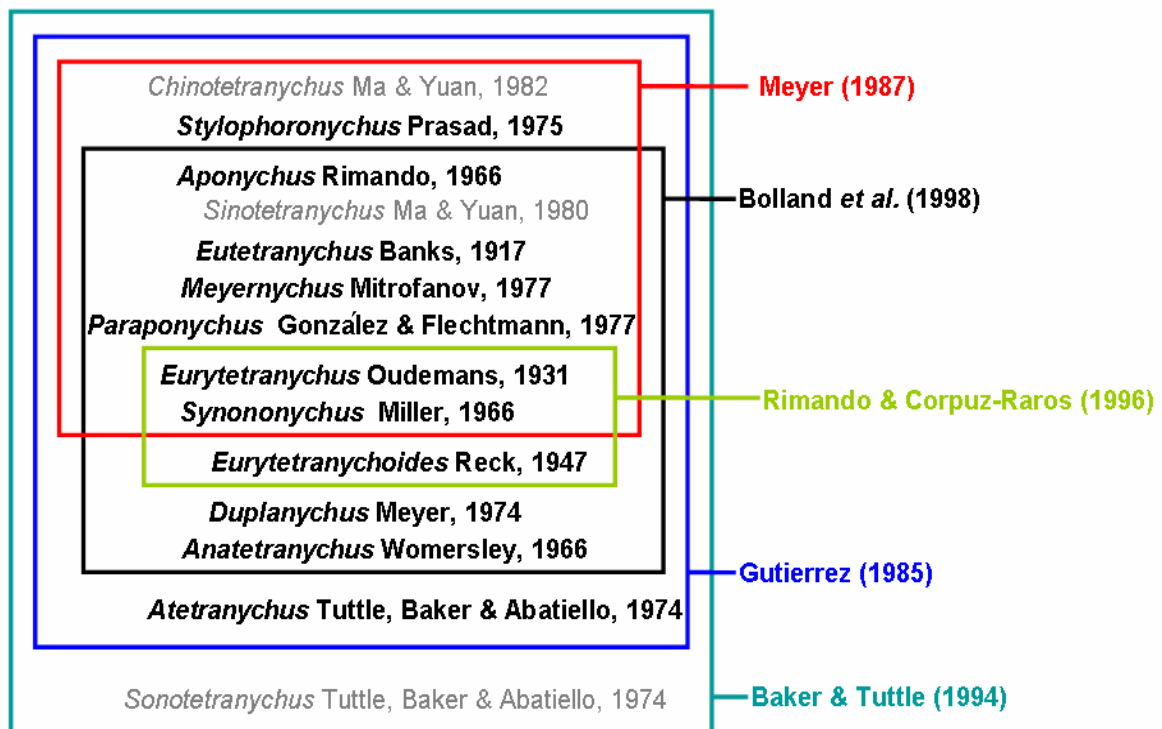 Chinotetranychus Ma & Yuan, 1982
Meyer (1987)
Stylophoronychus Prasad, 1975
Aponychus Rimando, 1966
Bolland et al. (1998)
Sinotetranychus Ma & Yuan, 1980
Eutetranychus Banks, 1917
Meyernychus Mitrofanov, 1977
Paraponychus González & Flechtmann, 1977
Eurytetranychus Oudemans, 1931
Rimando & Corpuz-Raros (1996)
Synononychus Miller, 1966
Eurytetranychoides Reck, 1947
Duplanychus Meyer, 1974
Anatetranychus Womersley, 1966
Gutierrez (1985)
Atetranychus Tuttle, Baker & Abatiello, 1974
Sonotetranychus Tuttle, Baker & Abatiello, 1974
Baker & Tuttle (1994)